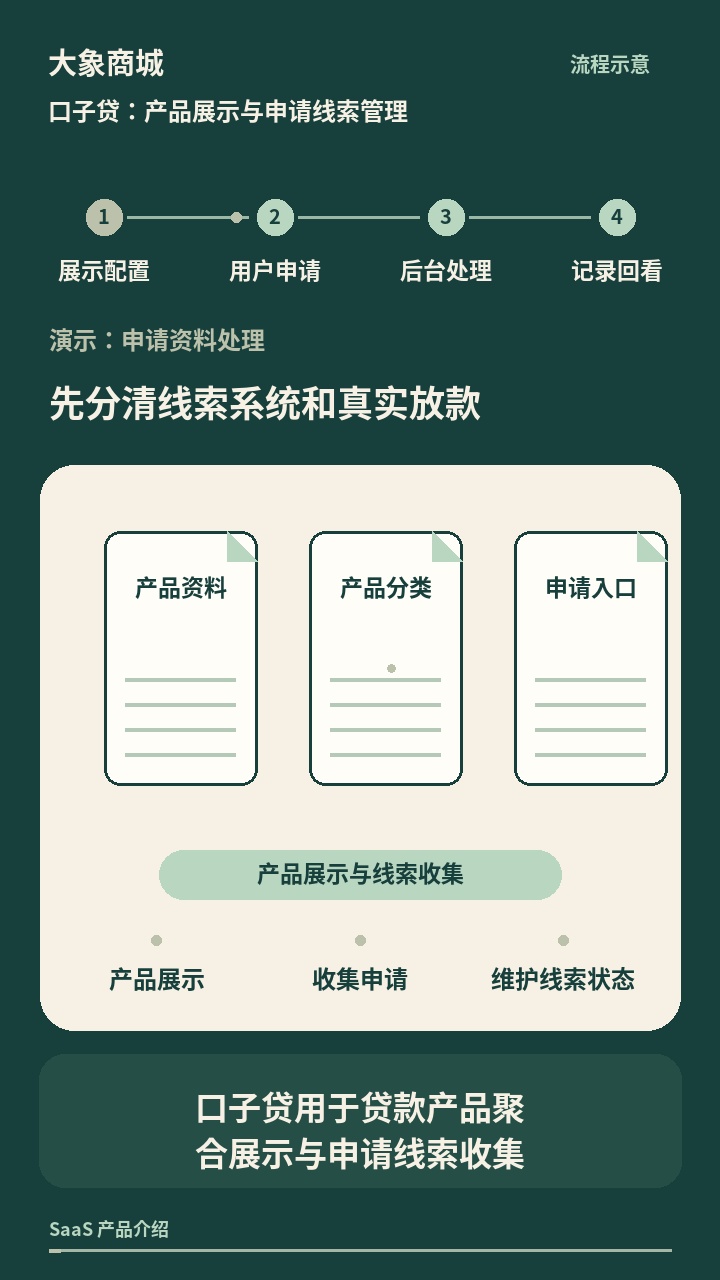 大象商城
流程示意
口子贷：产品展示与申请线索管理
1
2
3
4
展示配置
用户申请
后台处理
记录回看
演示：申请资料处理
先分清线索系统和真实放款
产品资料
产品分类
申请入口
产品展示与线索收集
产品展示
收集申请
维护线索状态
口子贷用于贷款产品聚
合展示与申请线索收集
SaaS 产品介绍